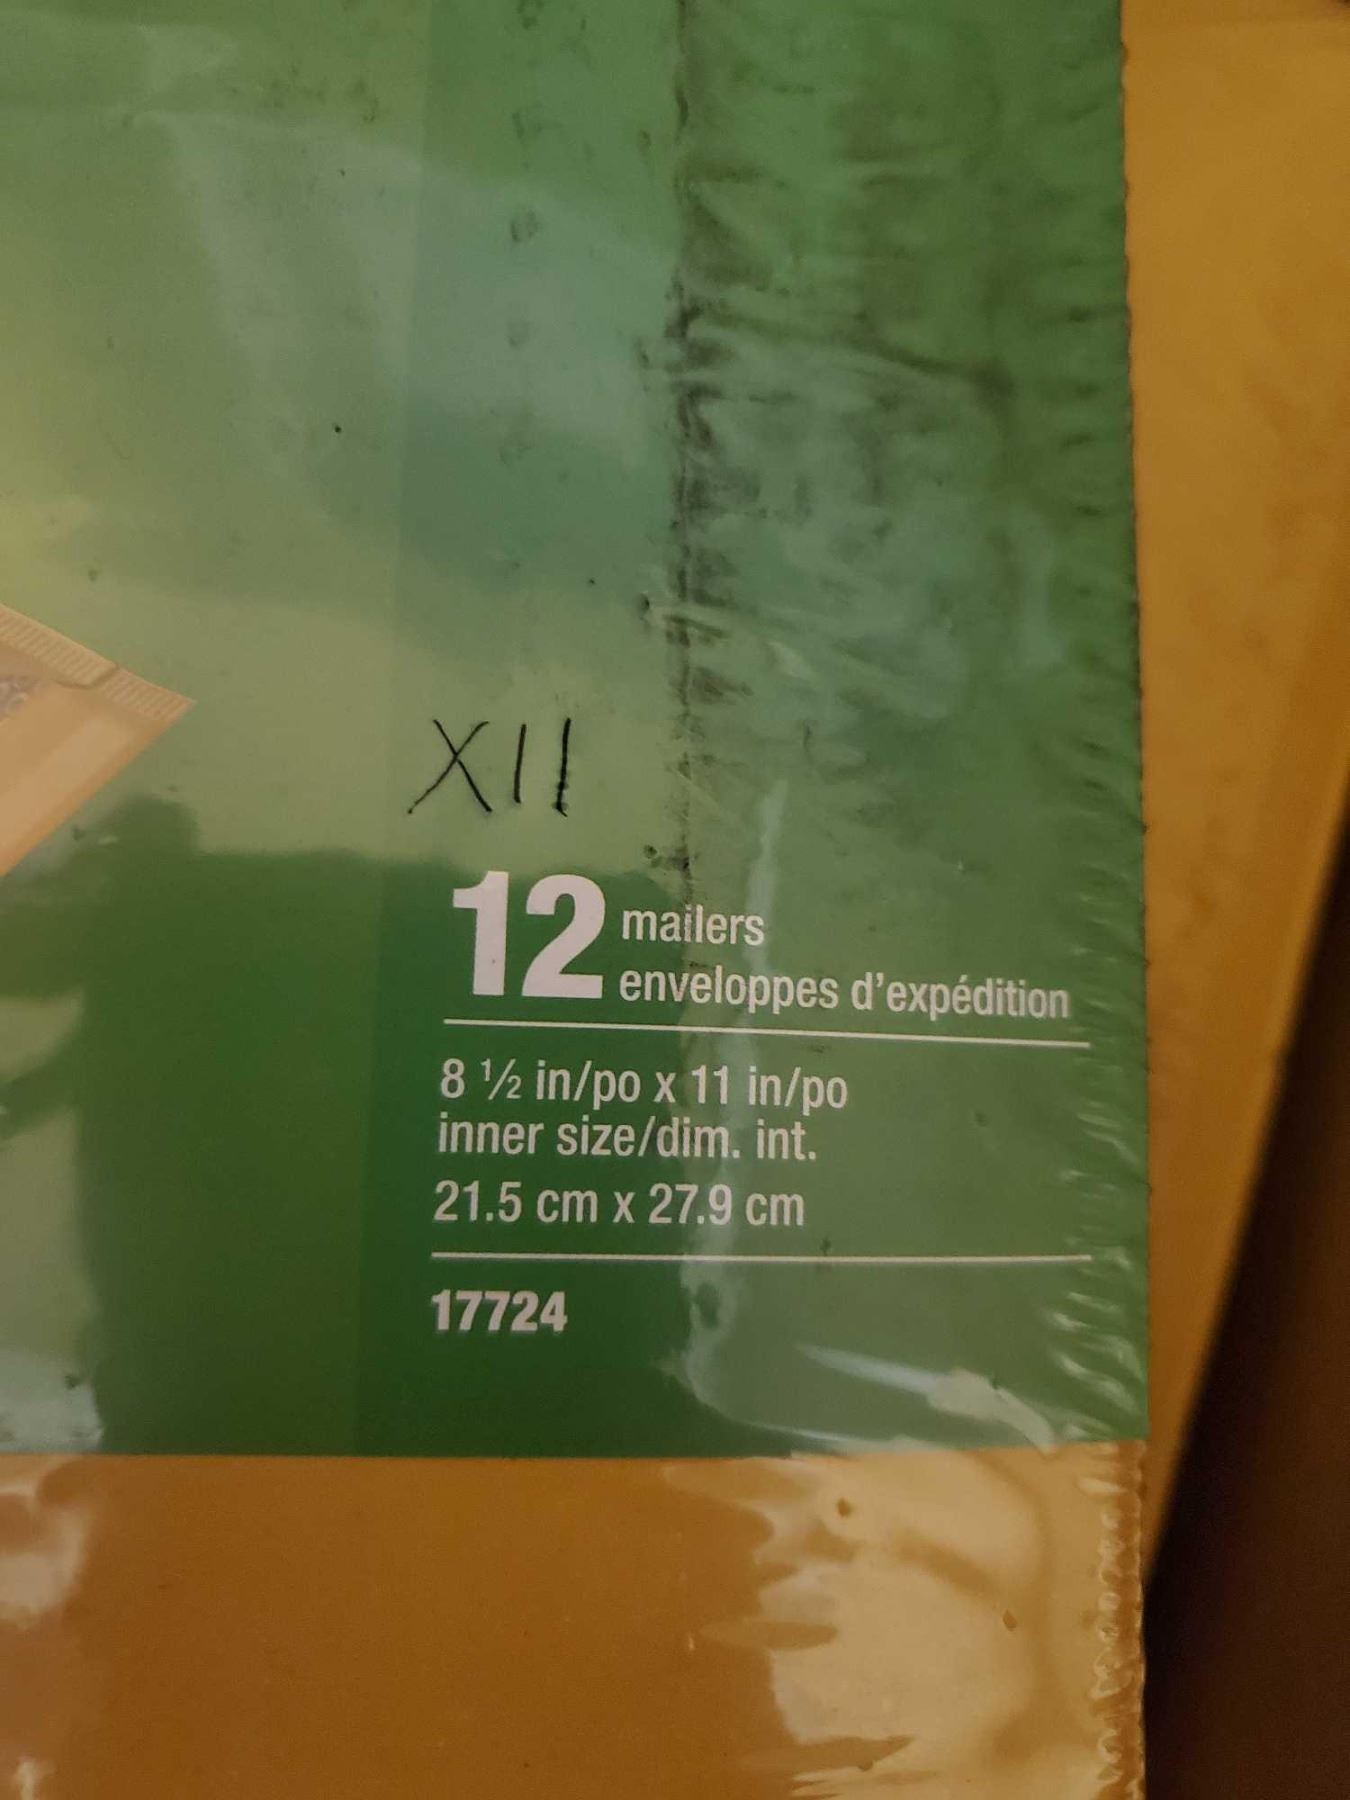 XII
12 mailers
enveloppes d'expédition
8 ½ in/po x 11 in/po
inner size/dim. int.
21.5 cm x 27.9 cm
17724